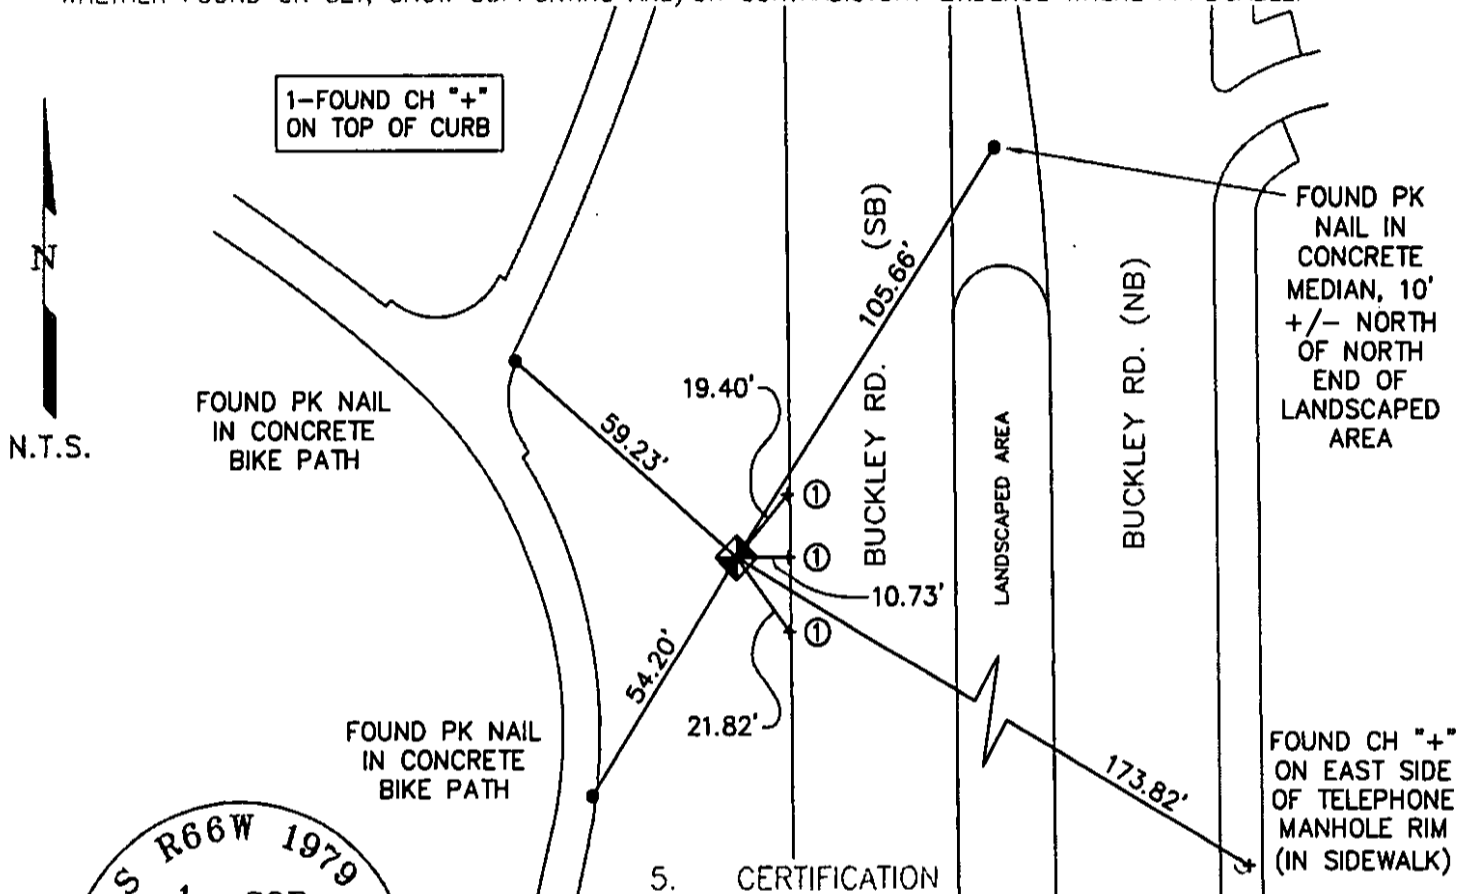 1-FOUND CH "+"
ON TOP OF CURB
N
N.T.S.
FOUND PK NAIL
IN CONCRETE
BIKE PATH
59.23'
19.40'
105.66'
BUCKLEY RD. (SB)
LANDSCAPED AREA
BUCKLEY RD. (NB)
FOUND PK
NAIL IN
CONCRETE
MEDIAN, 10'
+/- NORTH
OF NORTH
END OF
LANDSCAPED
AREA
1
1
10.73'
1
54.20'
21.82'
FOUND PK NAIL
IN CONCRETE
BIKE PATH
173.82'
FOUND CH "+"
ON EAST SIDE
OF TELEPHONE
MANHOLE RIM
(IN SIDEWALK)
S R66W 1979
5. CERTIFICATION